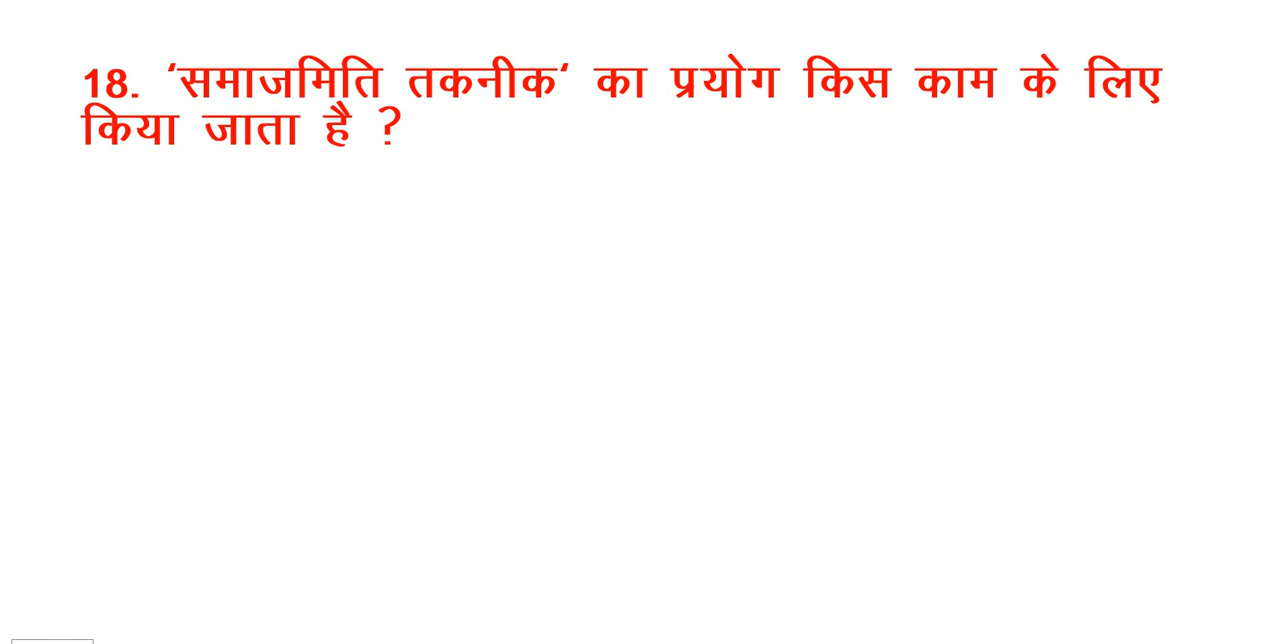 18. ‘समाजमिति तकनीक‘ का प्रयोग किस काम के लिए
किया जाता है ?